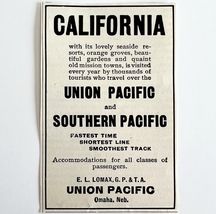 CALIFORNIA
with its lovely seaside re-
sorts, orange groves, beau-
tiful gardens and quaint
old mission towns, is visited
every year by thousands of
tourists who travel over the
UNION PACIFIC
and
SOUTHERN PACIFIC
FASTEST TIME
SHORTEST LINE
SMOOTHEST TRACK
Accommodations for all classes of
passengers.
E. L. LOMAX, G. P. & T. A.
UNION PACIFIC
Omaha, Neb.